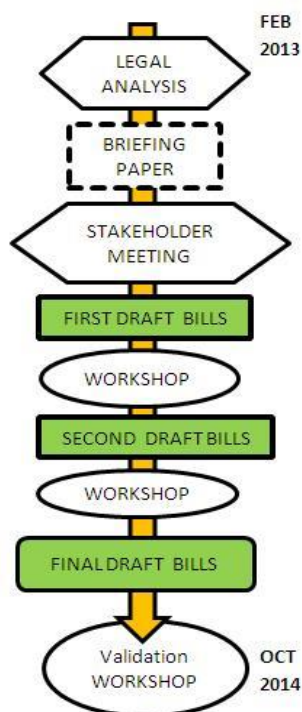 FEB
2013
LEGAL
ANALYSIS
BRIEFING
PAPER
STAKEHOLDER
MEETING
FIRST DRAFT BILLS
WORKSHOP
SECOND DRAFT BILLS
WORKSHOP
FINAL DRAFT BILLS
Validation
WORKSHOP
OCT
2014